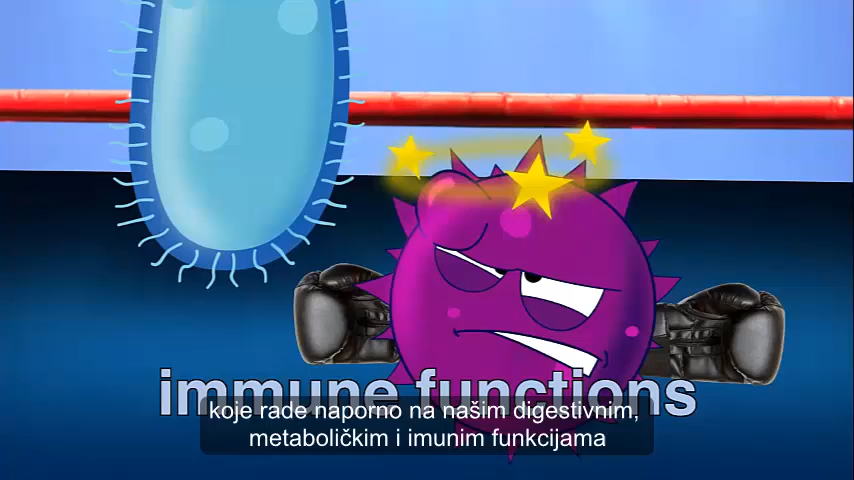 immune functions
koje rade naporno na našim digestivnim,
metaboličkim i imunim funkcijama